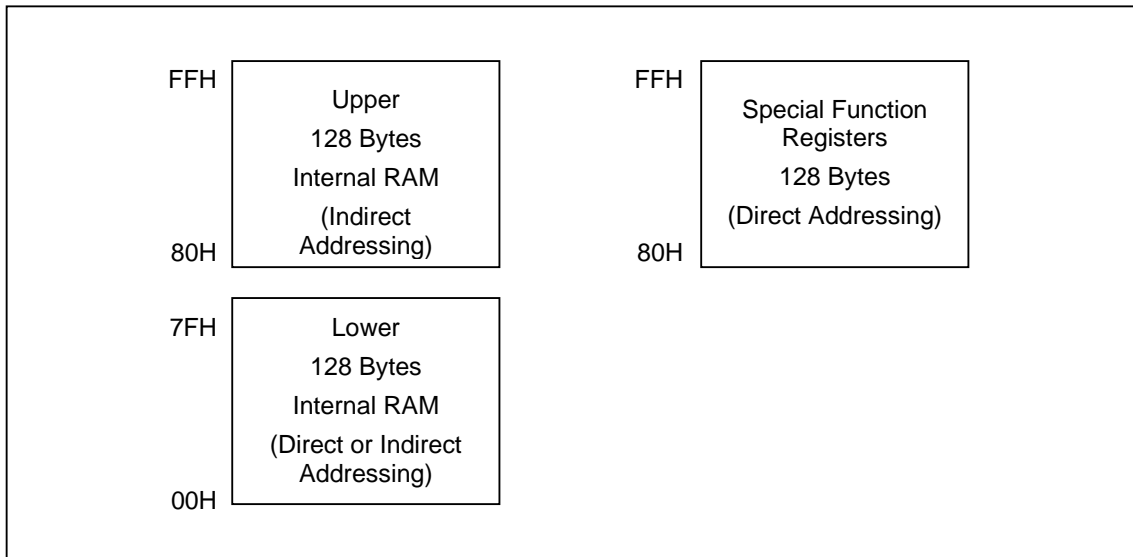 FFH
Upper
128 Bytes
Internal RAM
(Indirect
Addressing)
80H
FFH
Special Function
Registers
128 Bytes
(Direct Addressing)
80H
7FH
Lower
128 Bytes
Internal RAM
(Direct or Indirect
Addressing)
00H